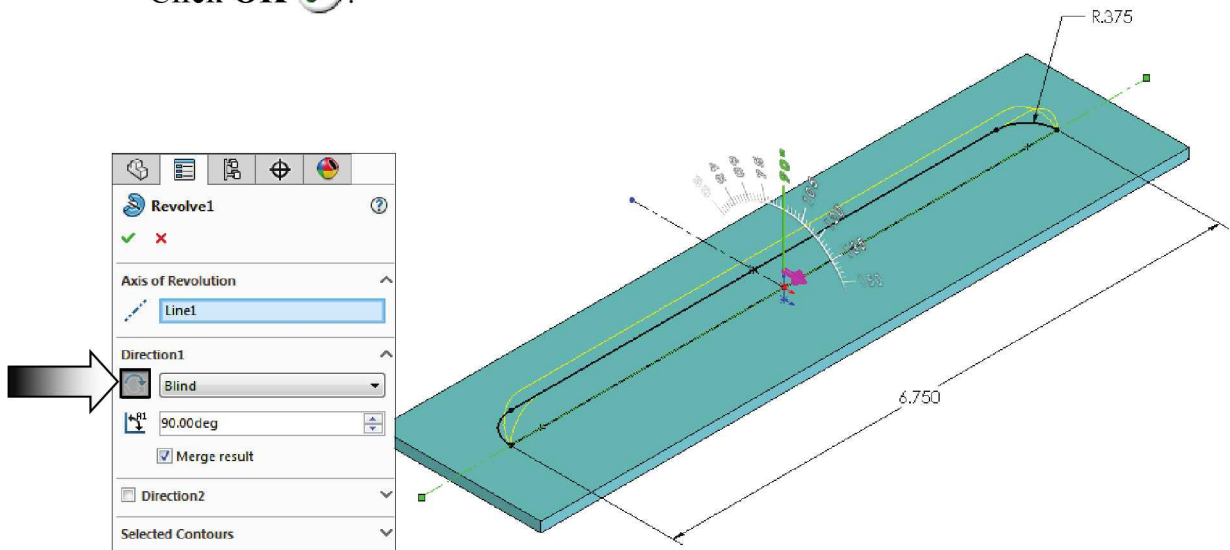 Click OK .
R.375
Revolve1
Axis of Revolution
Line1
Direction1
Blind
90.00deg
Merge result
6.750
Direction2
Selected Contours